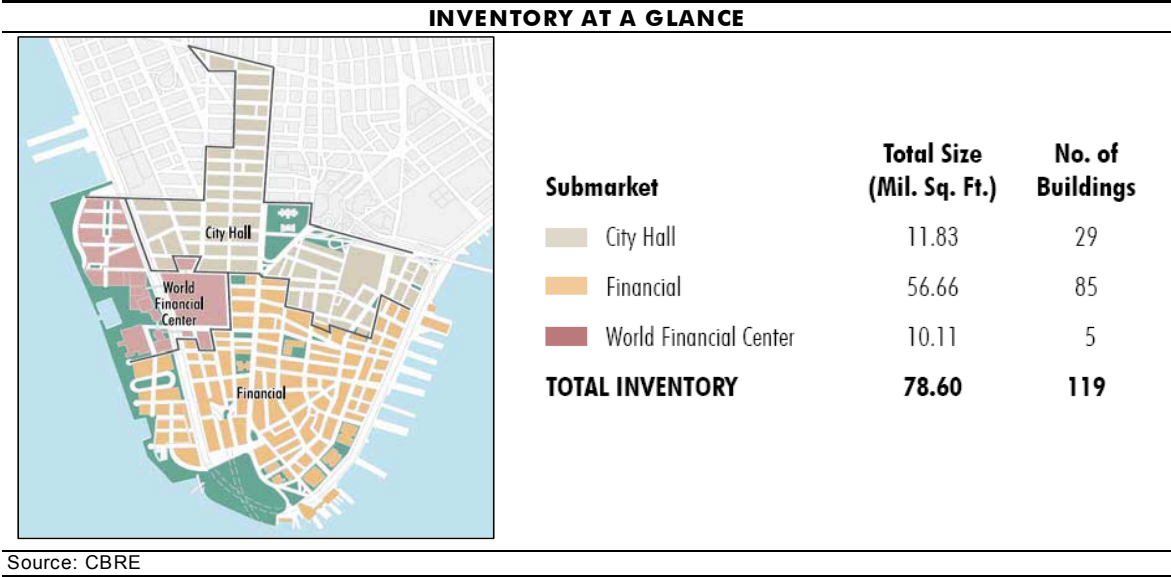 INVENTORY AT A GLANCE
City Hall
World
Financial
Center
Financial
Total Size
No. of
Submarket (Mil. Sq. Ft.) Buildings
City Hall 11.83 29
Financial 56.66 85
World Financial Center 10.11 5
TOTAL INVENTORY 78.60 119
Source: CBRE